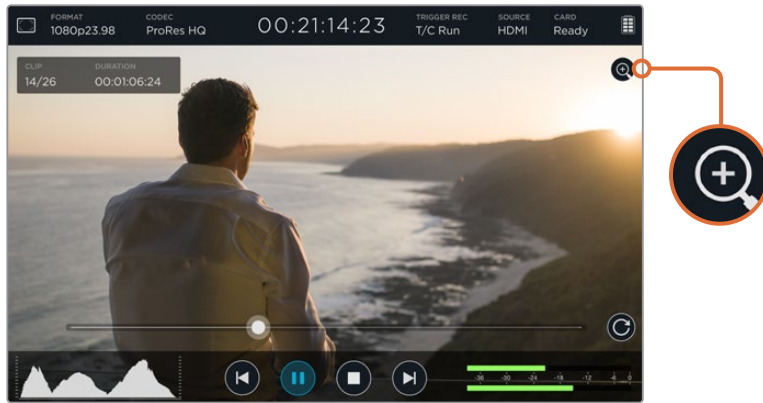 FORMAT CODEC TRIGGER REC SOURCE CARD
1080p23.98 ProRes HQ 00:21:14:23 T/C Run HDMI Ready
CLIP DURATION
14/26 00:01:06:24
-36 -30 -24 -18 -12 -6 0